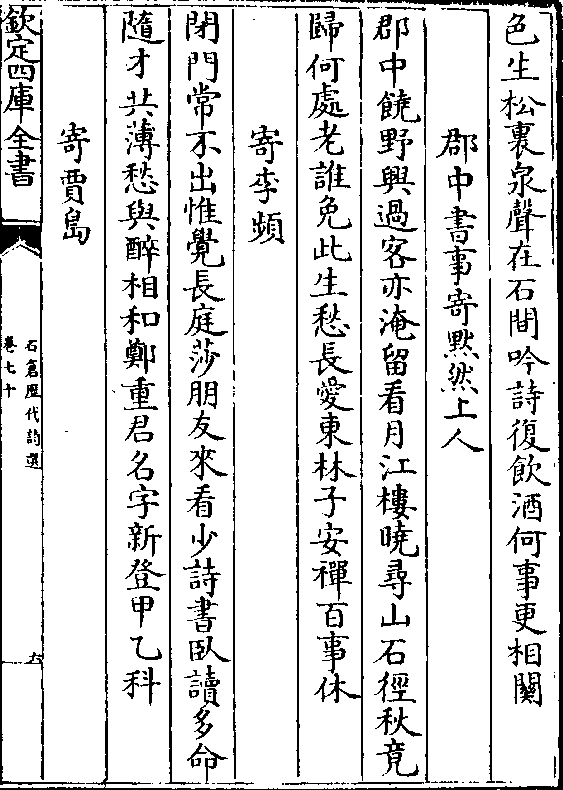 色生松裏泉聲在石間吟詩復飲酒何事更相關
郡中書事寄默然上人
郡中饒野興過客亦淹留看月江樓曉尋山石徑秋竟
歸何處老誰免此生愁長愛東林子安禪百事休
寄李頻
閉門常不出惟覺長庭莎朋友來看少詩書臥讀多命
隨才共薄愁與醉相和鄭重君名字新登甲乙科
寄賈島
欽定四庫全書
石倉歷代詩選
卷七十
六